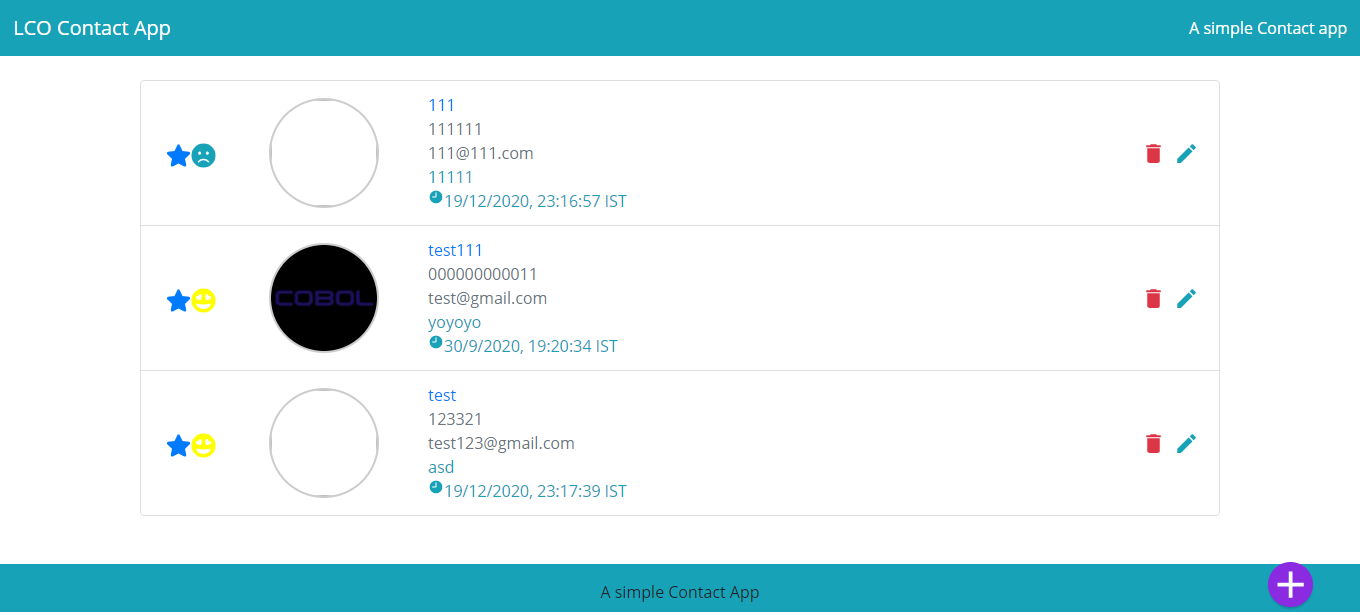 LCO Contact App
A simple Contact app
111
111111
111@111.com
11111
19/12/2020, 23:16:57 IST
COBOL
test111
000000000011
test@gmail.com
yoyoyo
30/9/2020, 19:20:34 IST
test
123321
test123@gmail.com
asd
19/12/2020, 23:17:39 IST
A simple Contact App